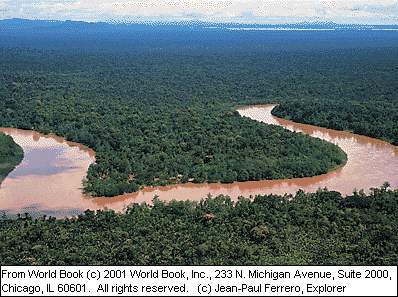 From World Book (c) 2001 World Book, Inc., 233 N. Michigan Avenue, Suite 2000,
Chicago, IL 60601.  All rights reserved.   (c) Jean-Paul Ferrero, Explorer